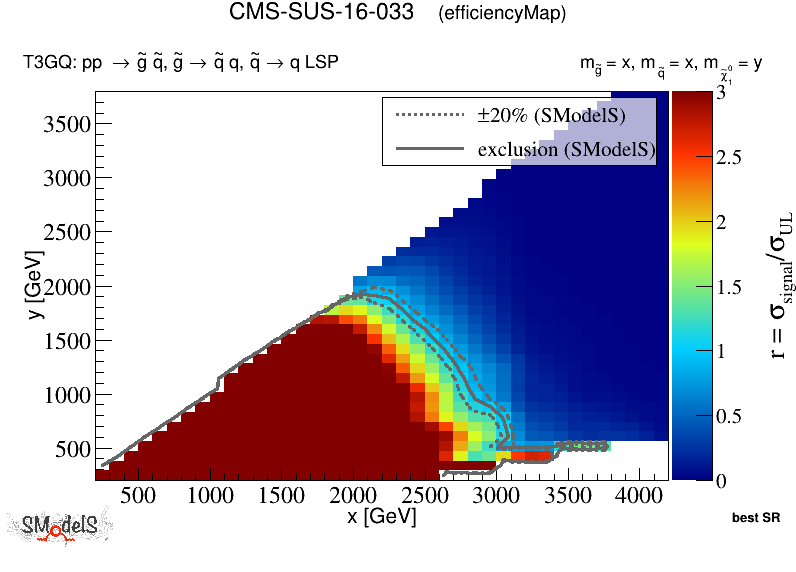 CMS-SUS-16-033 (efficiencyMap)
T3GQ: pp → g̃ q̃, g̃ → q̃ q, q̃ → q LSP
m_g̃ = x, m_q̃ = x, m_χ̃₁⁰ = y
±20% (SModelS)
exclusion (SModelS)
3500
3000
2500
2000
1500
1000
500
y [GeV]
500 1000 1500 2000 2500 3000 3500 4000
x [GeV]
3
2.5
2
1.5
1
0.5
0
r = σ_signal/σ_UL
SModelS
best SR